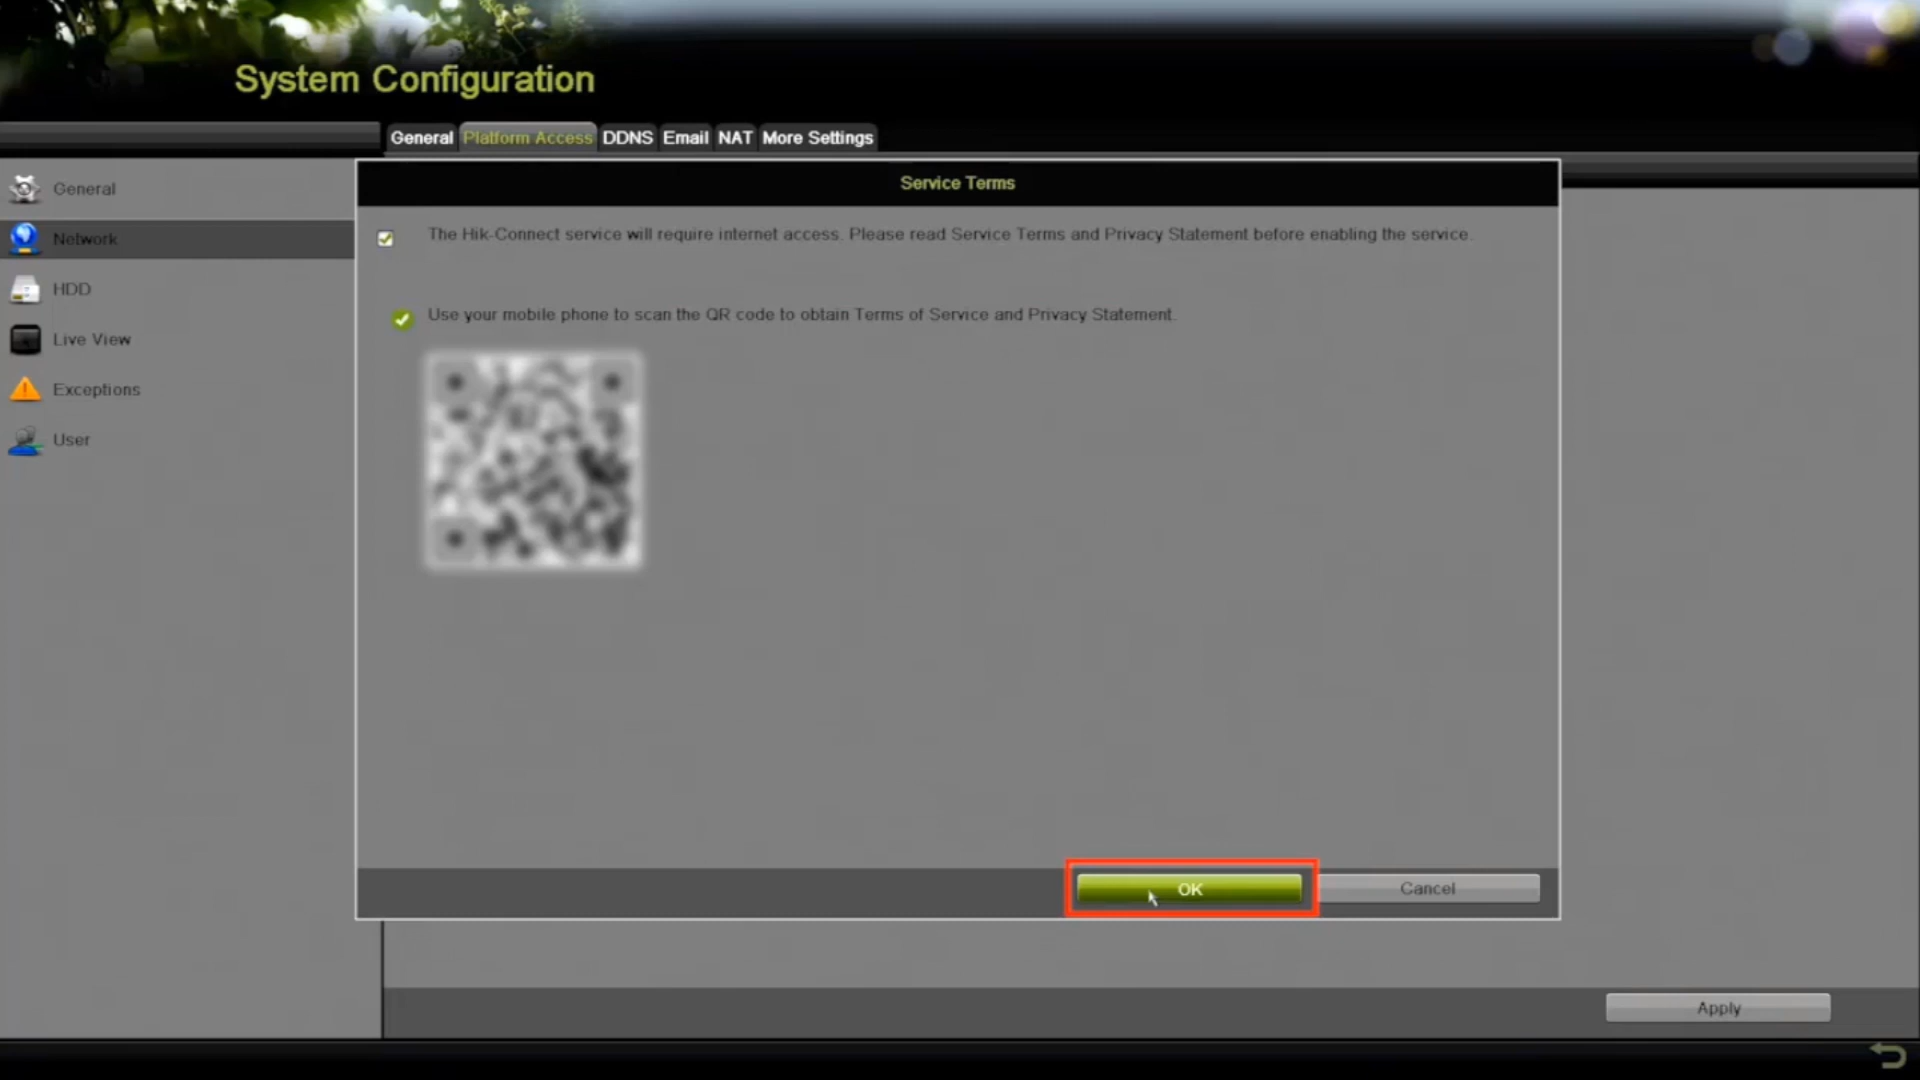 System Configuration
General Platform Access DDNS Email NAT More Settings
Service Terms
General
Network
HDD
Live View
Exceptions
User
The Hik-Connect service will require internet access. Please read Service Terms and Privacy Statement before enabling the service.
Use your mobile phone to scan the QR code to obtain Terms of Service and Privacy Statement.
OK Cancel
Apply